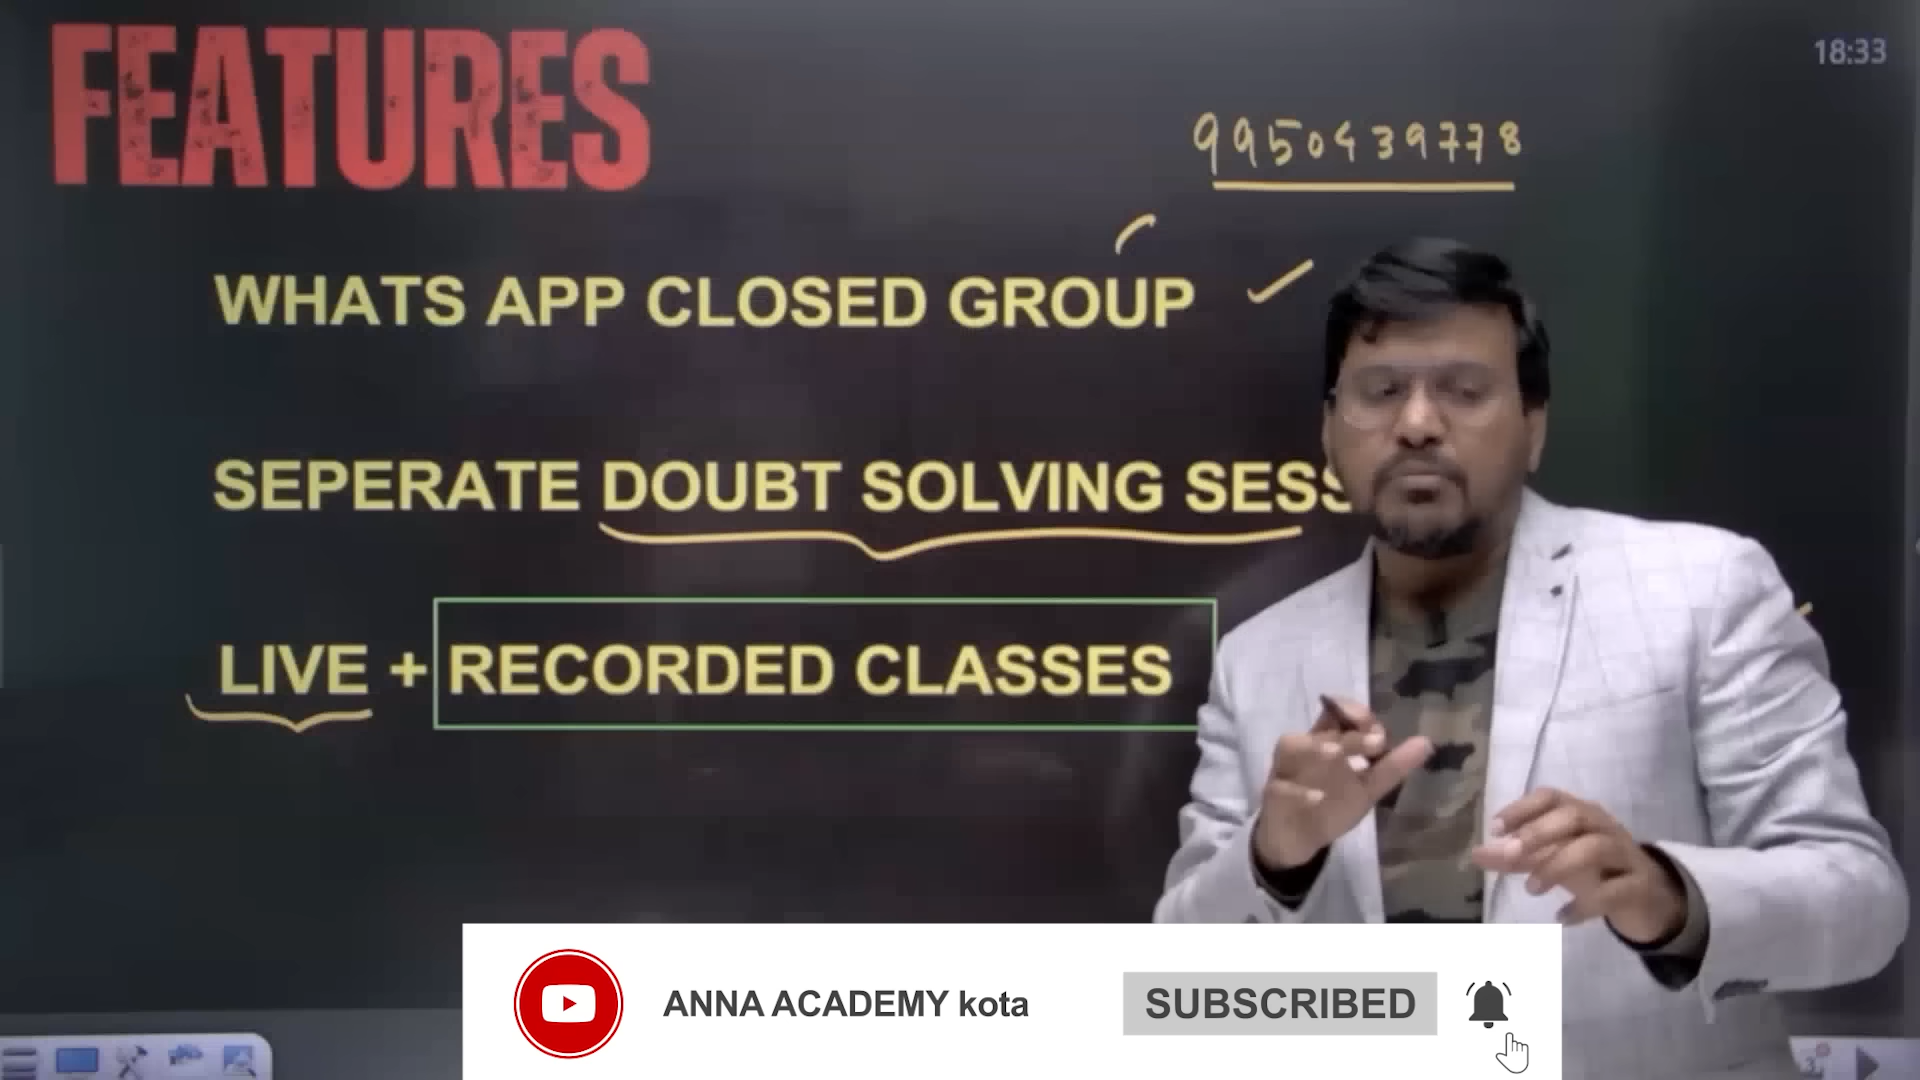 FEATURES
18:33
9950439778
WHATS APP CLOSED GROUP
SEPERATE DOUBT SOLVING SESS
LIVE + RECORDED CLASSES
ANNA ACADEMY kota
SUBSCRIBED